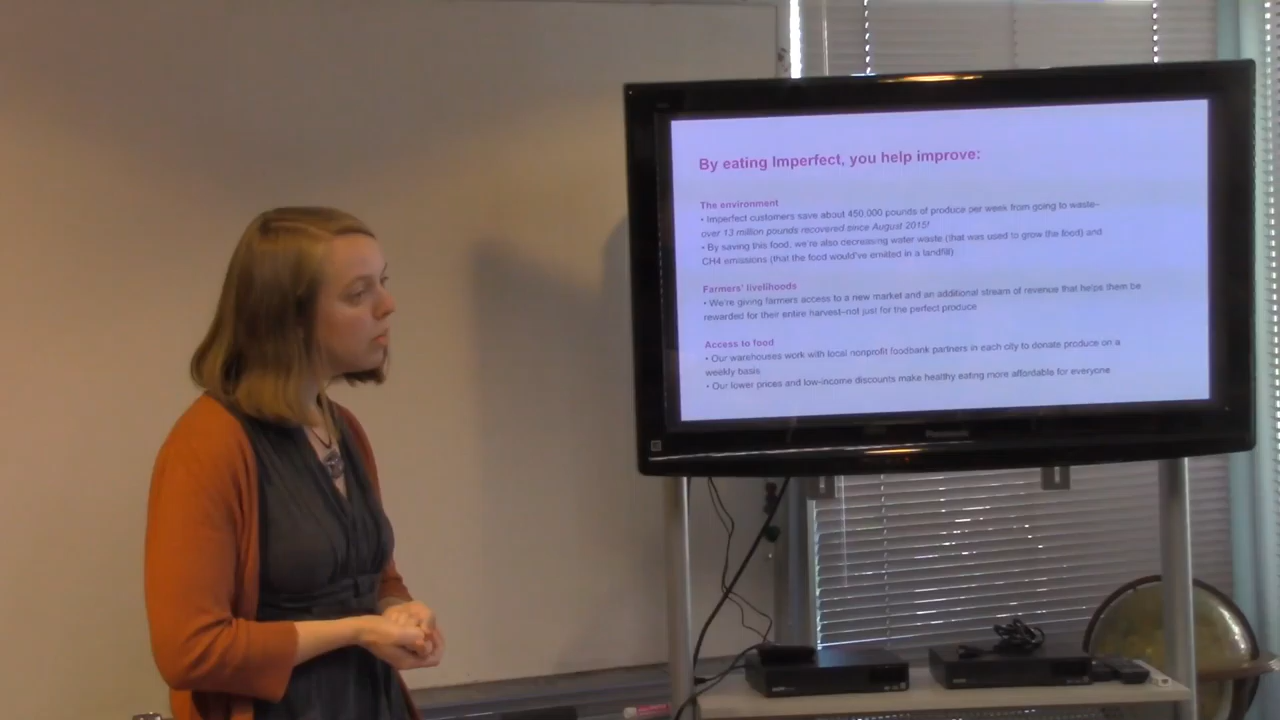 By eating Imperfect, you help improve:
The environment
• Imperfect customers save about 450,000 pounds of produce per week from going to waste–
over 13 million pounds recovered since August 2015!
• By saving this food, we're also decreasing water waste (that was used to grow the food) and
CH4 emissions (that the food would've emitted in a landfill)
Farmers' livelihoods
• We're giving farmers access to a new market and an additional stream of revenue that helps them be
rewarded for their entire harvest–not just for the perfect produce
Access to food
• Our warehouses work with local nonprofit foodbank partners in each city to donate produce on a
weekly basis
• Our lower prices and low-income discounts make healthy eating more affordable for everyone
Panasonic